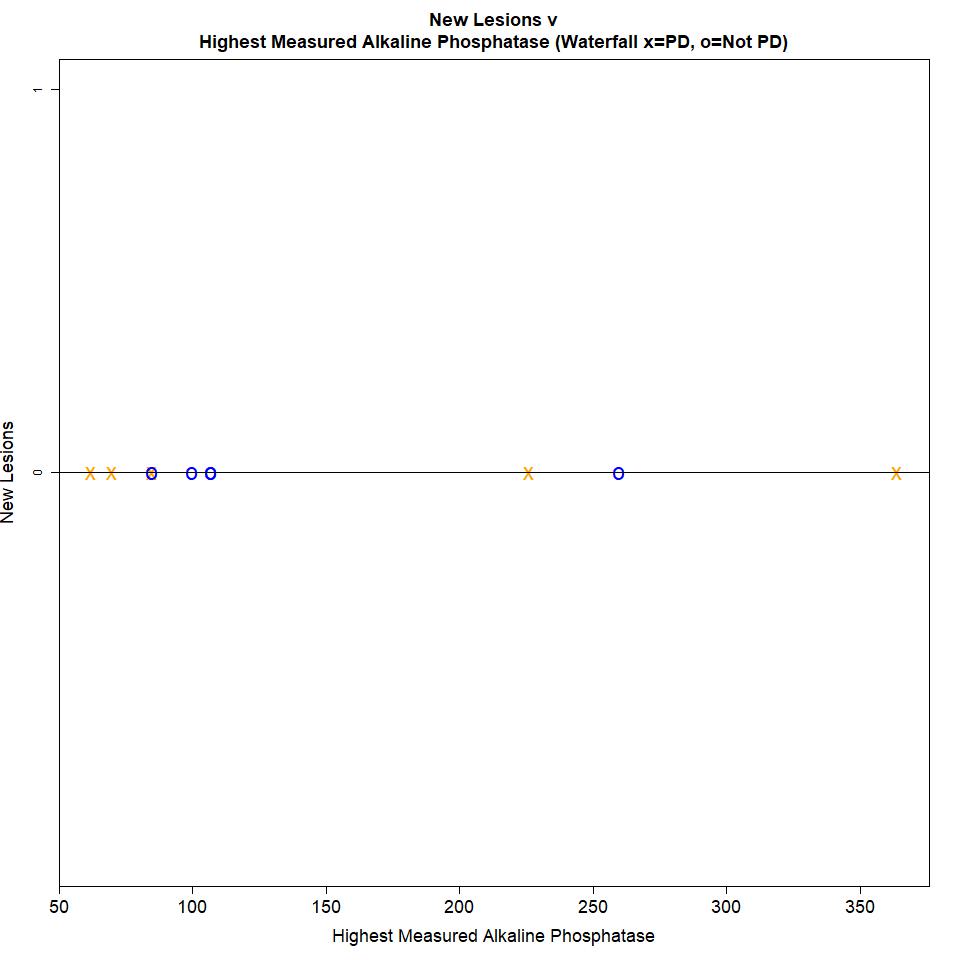 New Lesions v
Highest Measured Alkaline Phosphatase (Waterfall x=PD, o=Not PD)
1
0
New Lesions
x x x o o o x o x
50 100 150 200 250 300 350
Highest Measured Alkaline Phosphatase